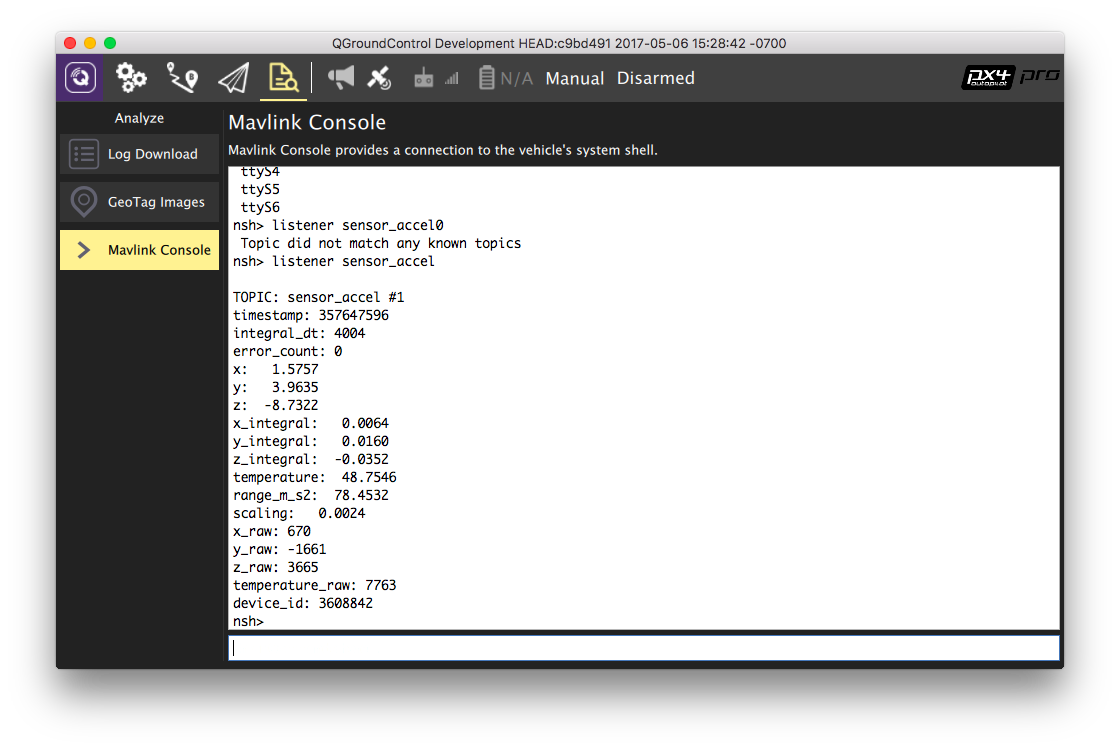 QGroundControl Development HEAD:c9bd491 2017-05-06 15:28:42 -0700
N/A Manual Disarmed
px4 pro
autopilot
Analyze
Log Download
GeoTag Images
Mavlink Console
Mavlink Console
Mavlink Console provides a connection to the vehicle's system shell.
ttyS4
ttyS5
ttyS6
nsh> listener sensor_accel0
Topic did not match any known topics
nsh> listener sensor_accel
TOPIC: sensor_accel #1
timestamp: 357647596
integral_dt: 4004
error_count: 0
x: 1.5757
y: 3.9635
z: -8.7322
x_integral: 0.0064
y_integral: 0.0160
z_integral: -0.0352
temperature: 48.7546
range_m_s2: 78.4532
scaling: 0.0024
x_raw: 670
y_raw: -1661
z_raw: 3665
temperature_raw: 7763
device_id: 3608842
nsh>